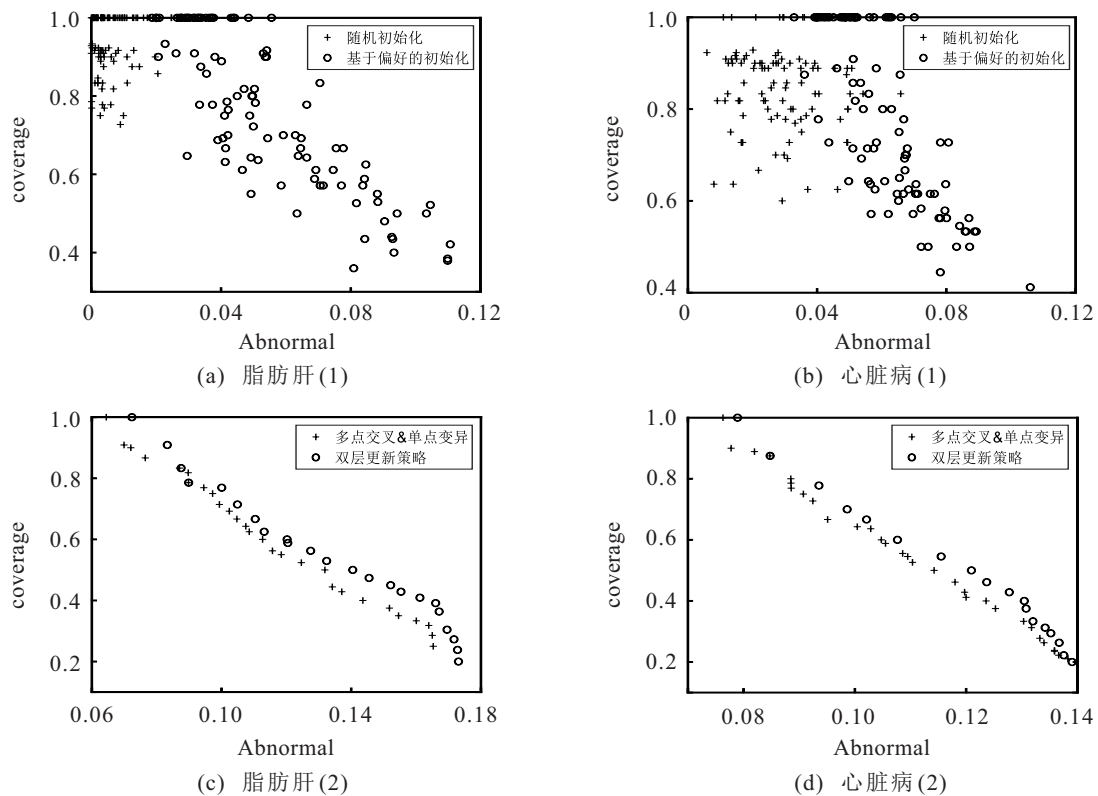 1.0
0.8
0.6
0.4
coverage
随机初始化
基于偏好的初始化
0
0.04
0.08
0.12
Abnormal
(a) 脂肪肝(1)
1.0
0.8
0.6
0.4
coverage
随机初始化
基于偏好的初始化
0
0.04
0.08
0.12
Abnormal
(b) 心脏病(1)
1.0
0.8
0.6
0.4
0.2
coverage
多点交叉&单点变异
双层更新策略
0.06
0.10
0.14
0.18
Abnormal
(c) 脂肪肝(2)
1.0
0.8
0.6
0.4
0.2
coverage
多点交叉&单点变异
双层更新策略
0.08
0.10
0.12
0.14
Abnormal
(d) 心脏病(2)